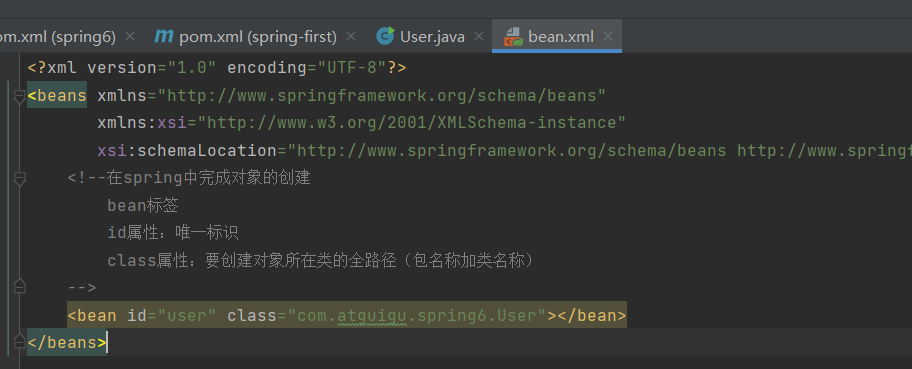 om.xml (spring6) pom.xml (spring-first) User.java bean.xml
<?xml version="1.0" encoding="UTF-8"?>
<beans xmlns="http://www.springframework.org/schema/beans"
xmlns:xsi="http://www.w3.org/2001/XMLSchema-instance"
xsi:schemaLocation="http://www.springframework.org/schema/beans http://www.springf
<!--在spring中完成对象的创建
bean标签
id属性：唯一标识
class属性：要创建对象所在类的全路径（包名称加类名称）
-->
<bean id="user" class="com.atguigu.spring6.User"></bean>
</beans>